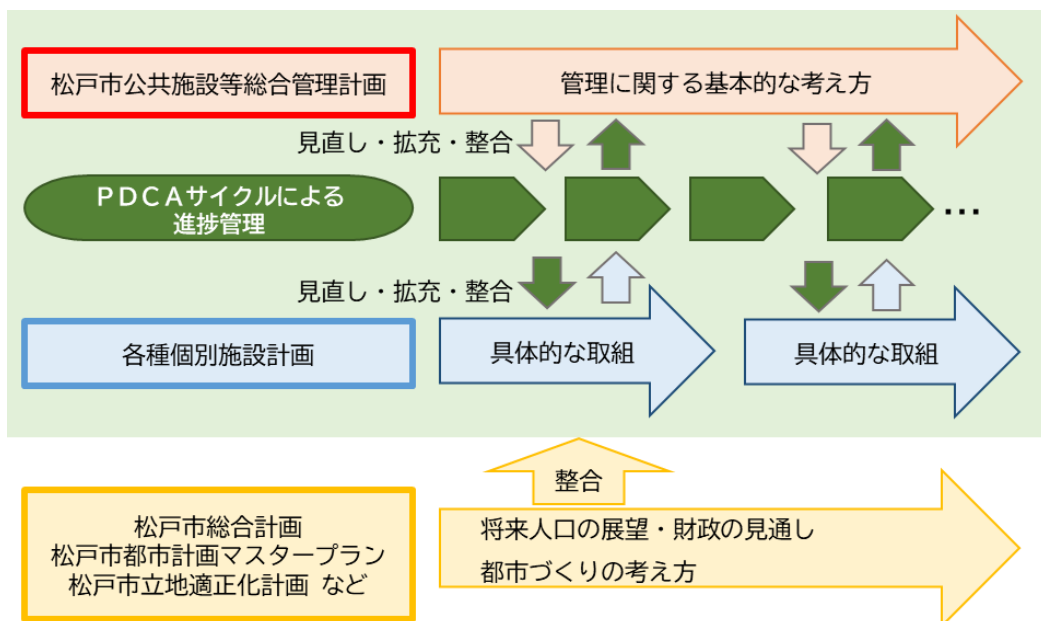 松戸市公共施設等総合管理計画
管理に関する基本的な考え方
見直し・拡充・整合
ＰＤＣＡサイクルによる
進捗管理
…
見直し・拡充・整合
各種個別施設計画
具体的な取組
具体的な取組
整合
松戸市総合計画
松戸市都市計画マスタープラン
松戸市立地適正化計画 など
将来人口の展望・財政の見通し
都市づくりの考え方